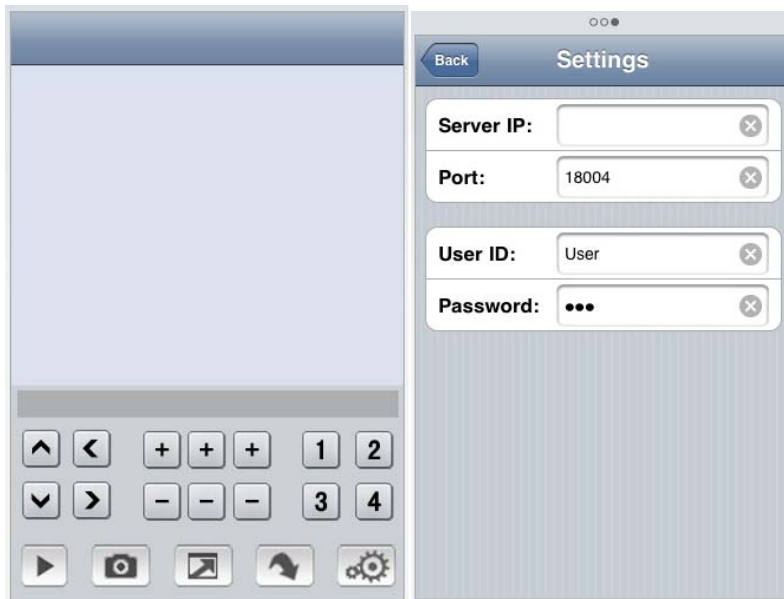 + + +
1 2
- - -
3 4
Back
Settings
Server IP:
Port: 18004
User ID: User
Password: •••